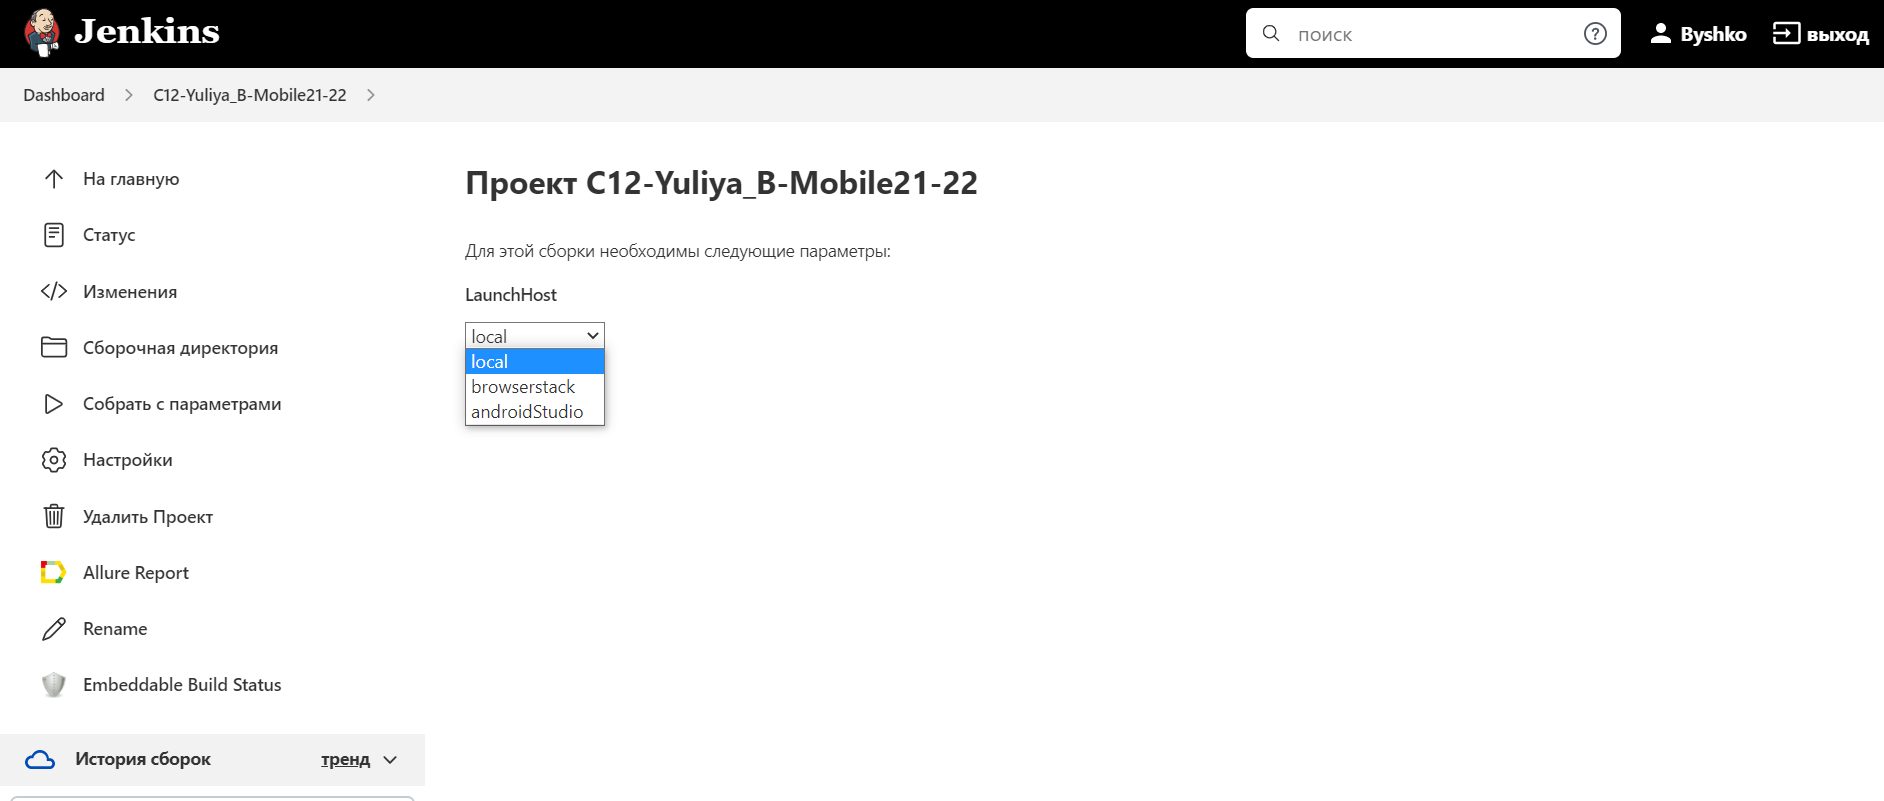 Jenkins
поиск
Byshko
выход
Dashboard
C12-Yuliya_B-Mobile21-22
На главную
Статус
Изменения
Сборочная директория
Собрать с параметрами
Настройки
Удалить Проект
Allure Report
Rename
Embeddable Build Status
История сборок
тренд
Проект C12-Yuliya_B-Mobile21-22
Для этой сборки необходимы следующие параметры:
LaunchHost
local
local
browserstack
androidStudio